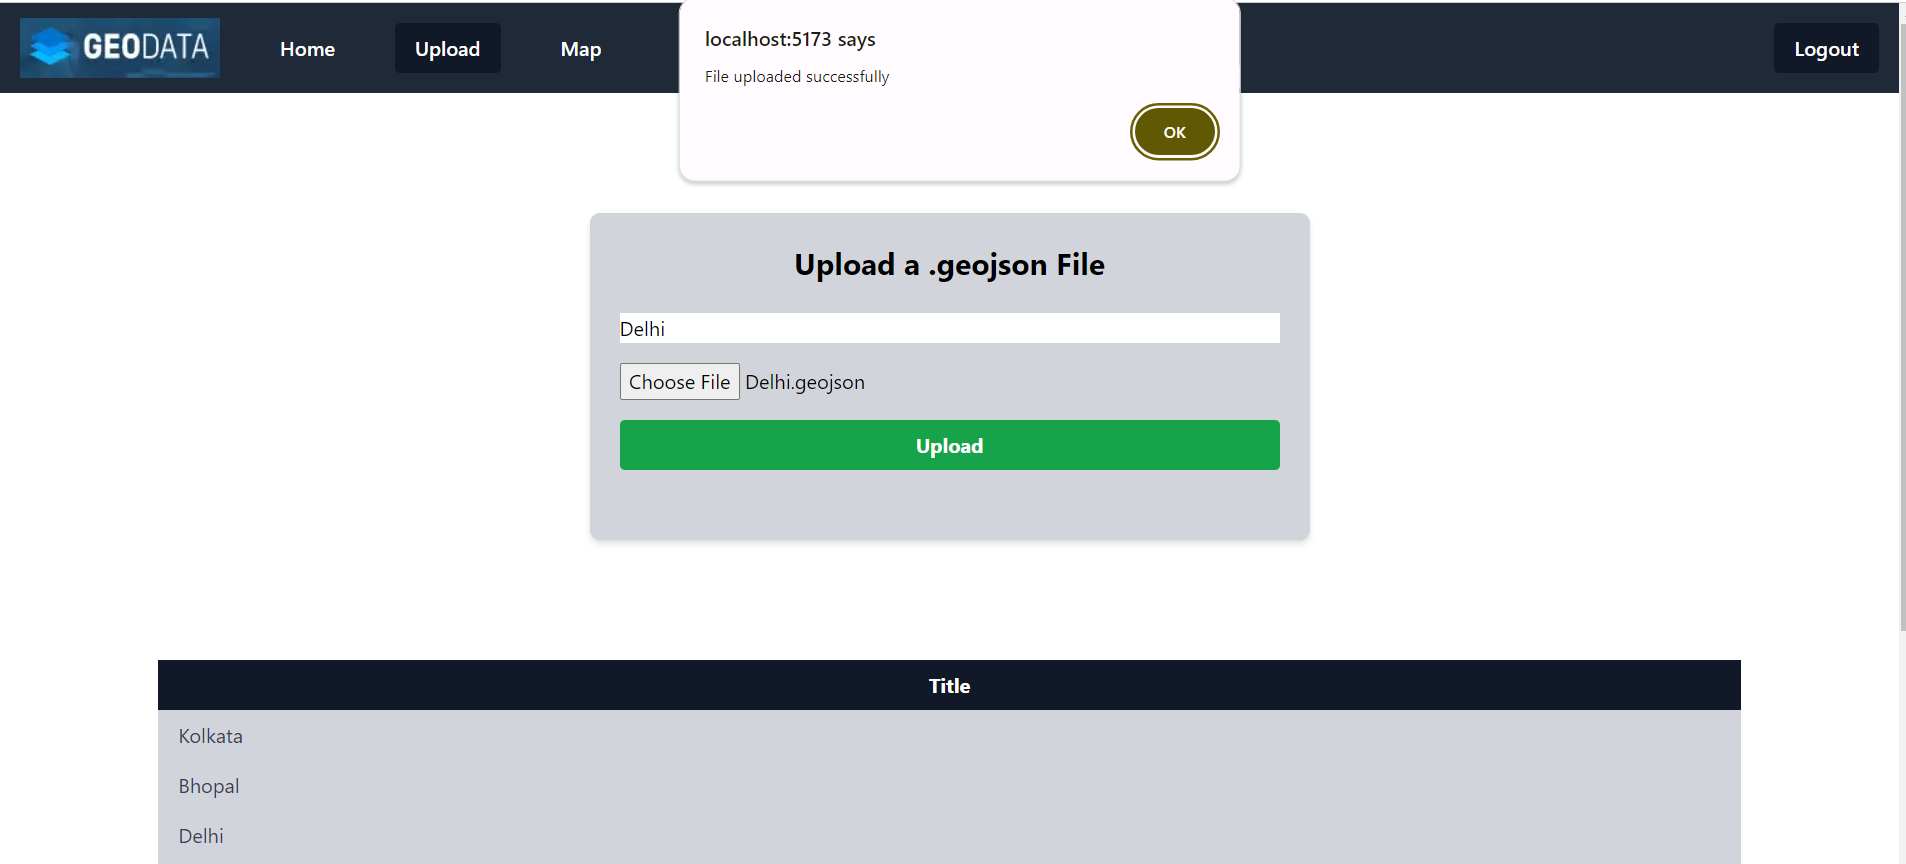 GEODATA
Home
Upload
Map
Logout
localhost:5173 says
File uploaded successfully
OK
Upload a .geojson File
Delhi
Choose File Delhi.geojson
Upload
Title
Kolkata
Bhopal
Delhi